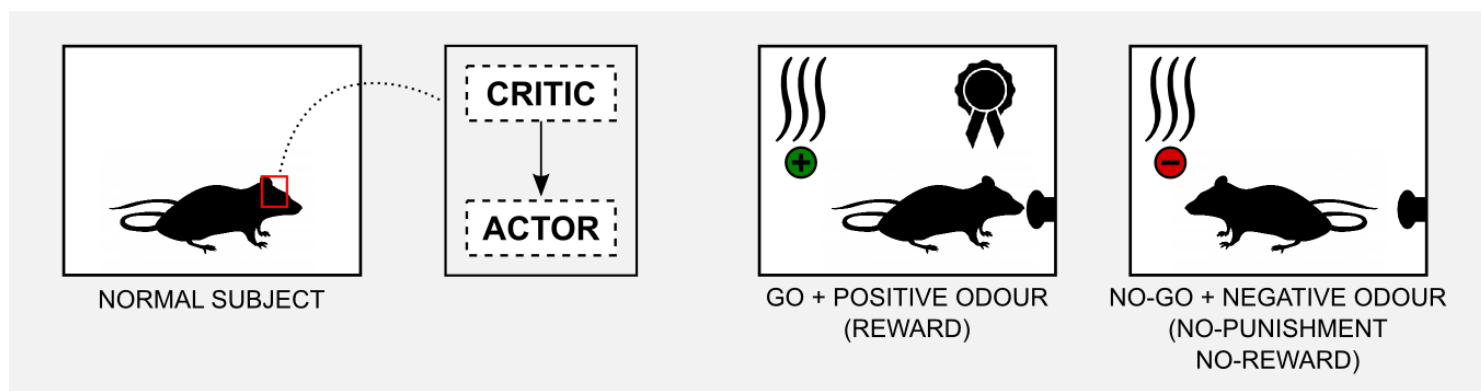 CRITIC
ACTOR
NORMAL SUBJECT
+
GO + POSITIVE ODOUR
(REWARD)
−
NO-GO + NEGATIVE ODOUR
(NO-PUNISHMENT
NO-REWARD)